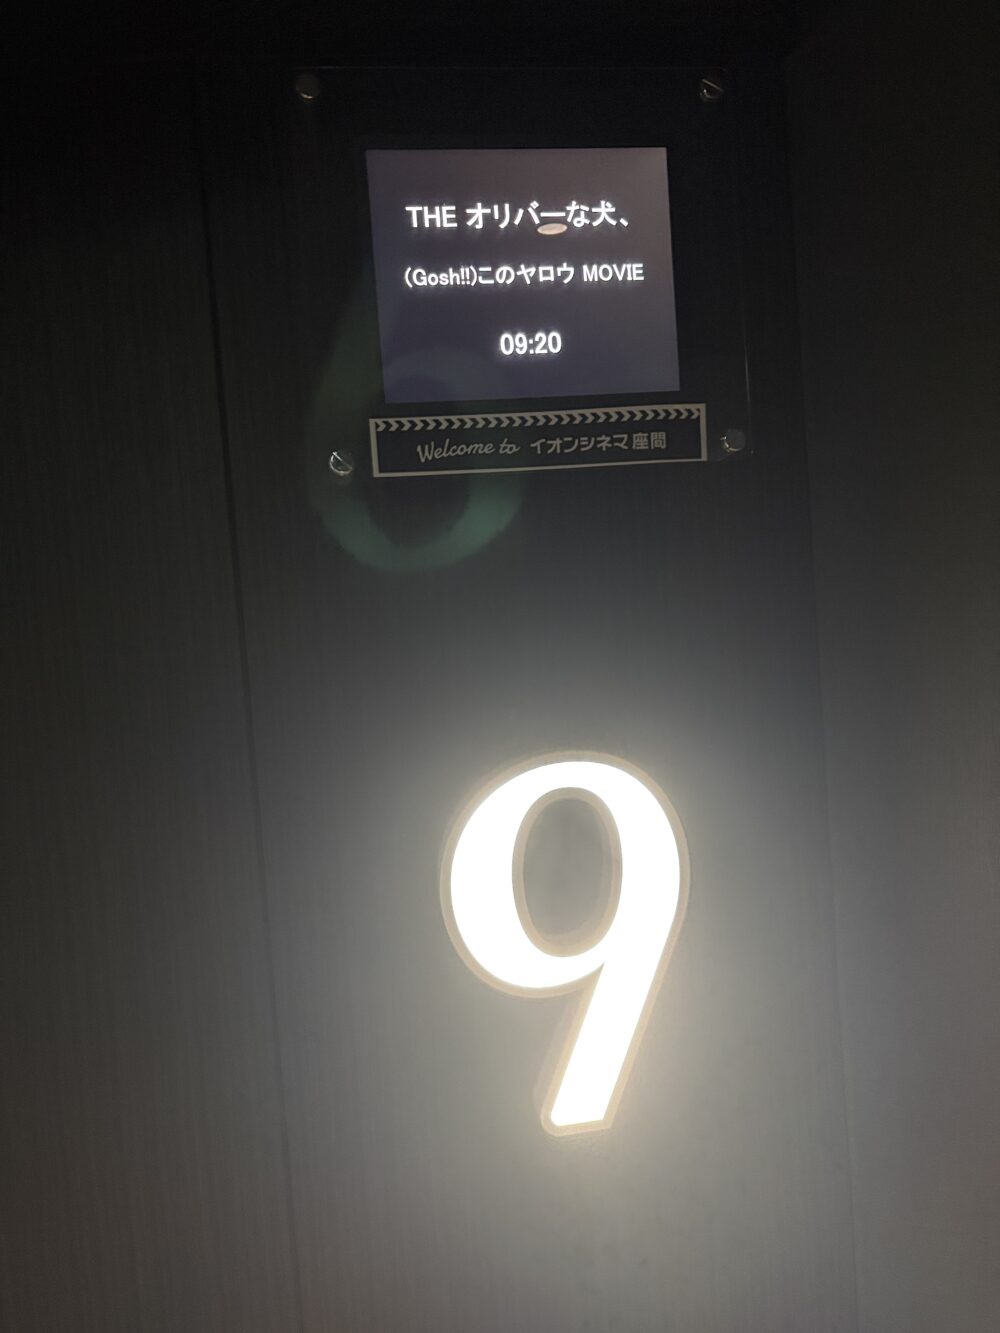 THE オリバーな犬、
(Gosh!!)このヤロウ MOVIE
09:20
Welcome to イオンシネマ座間
9